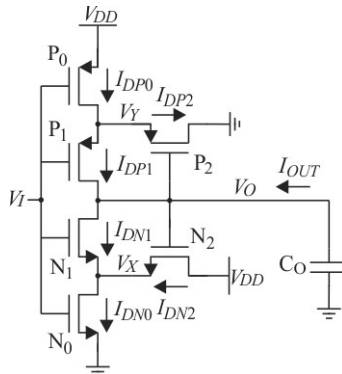 VDD
P0
IDP0
VY
IDP2
P1
IDP1
P2
IOUT
VI
VO
IDN1
N2
N1
VX
VDD
CO
IDN2
IDN0
N0